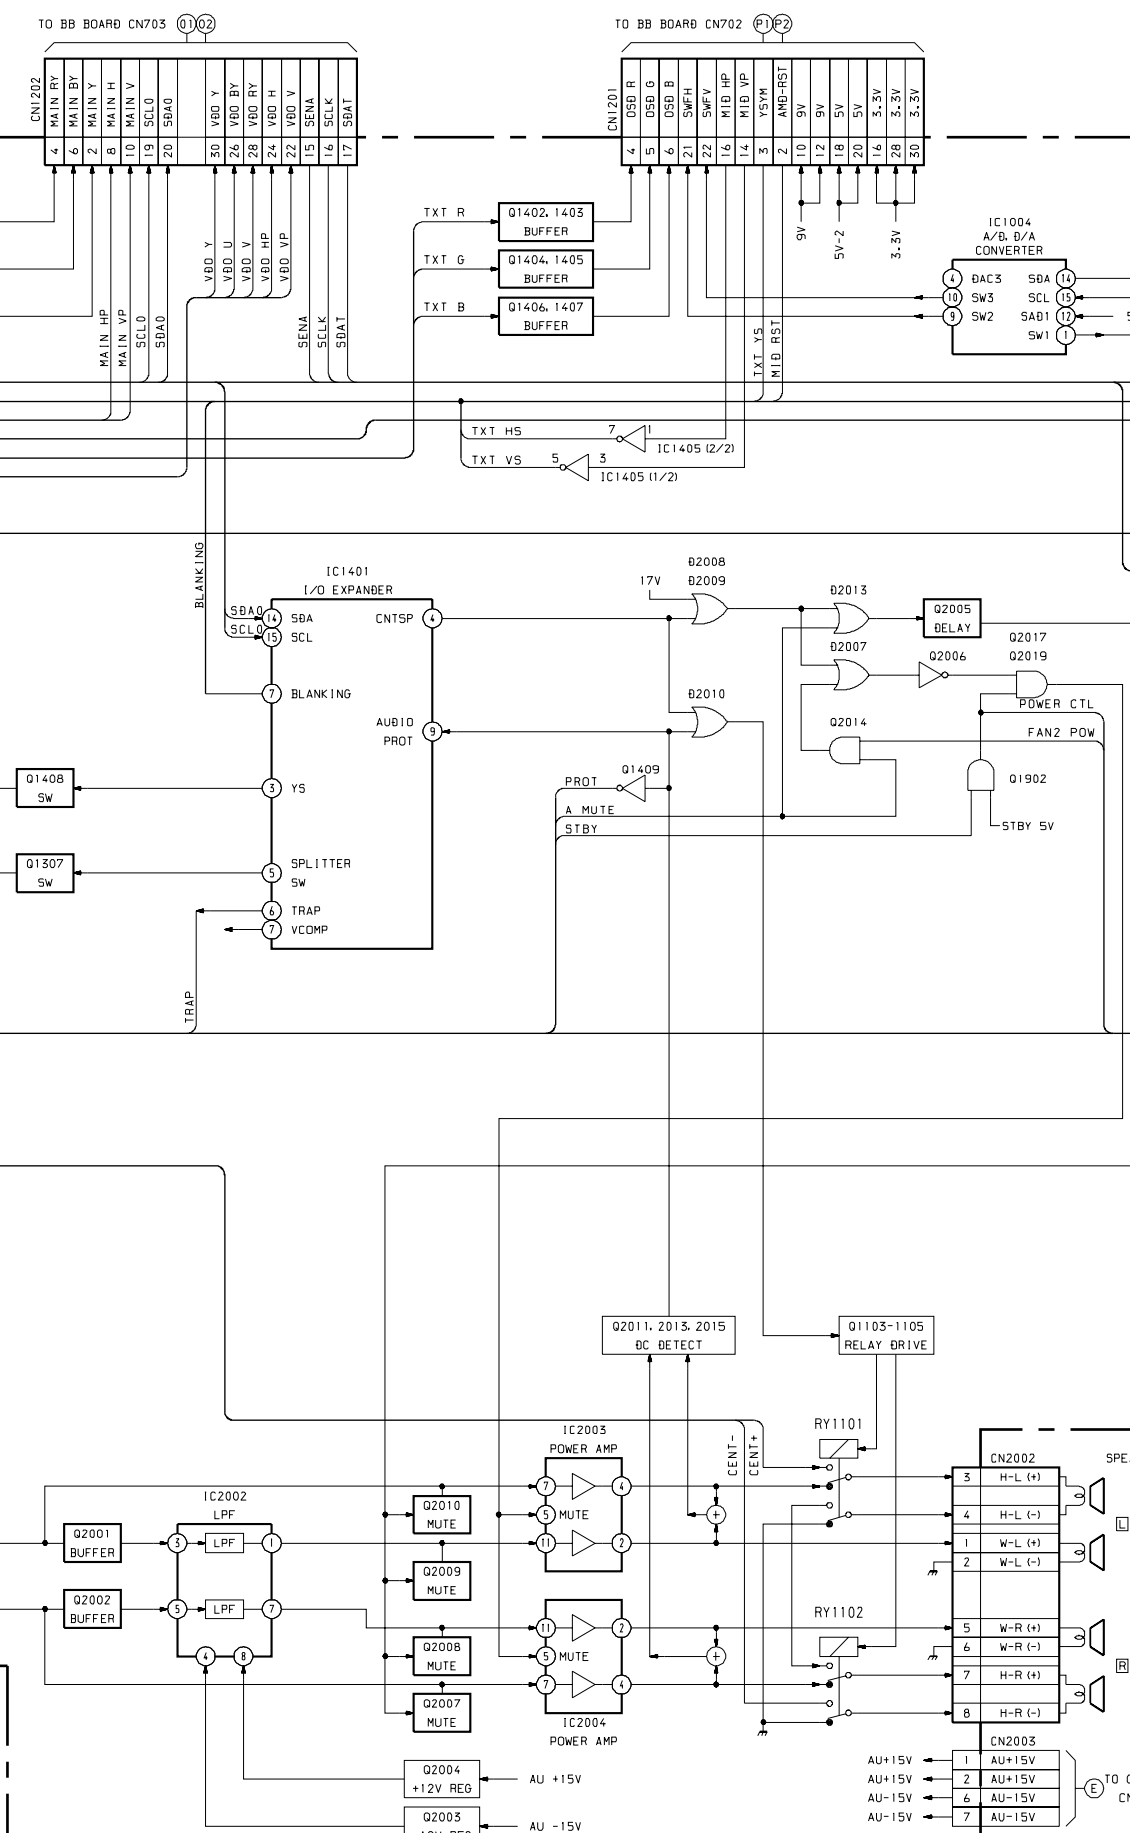 TO BB BOARD CN703 O1 O2
TO BB BOARD CN702 P1 P2
CN1202
MAIN RY
MAIN BY
MAIN Y
MAIN H
MAIN V
SCL0
SDA0
VDO Y
VDO BY
VDO RY
VDO H
VDO V
SENA
SCLK
SDAT
4 6 2 8 10 19 20 30 26 28 24 22 15 16 17
CN1201
OSD R
OSD G
OSD B
SWFH
SWFV
MID HP
MID VP
YSYM
AMD-RST
9V
9V
5V
5V
3.3V
3.3V
3.3V
4 5 6 21 22 16 14 3 2 10 12 18 20 16 28 30
VDO Y
VDO U
VDO V
VDO HP
VDO VP
MAIN HP
MAIN VP
SCL0
SDA0
SENA
SCLK
SDAT
TXT R
Q1402, 1403
BUFFER
TXT G
Q1404, 1405
BUFFER
TXT B
Q1406, 1407
BUFFER
9V
5V-2
3.3V
TXT YS
MID RST
IC1004
A/D, D/A
CONVERTER
4 DAC3 SDA 14
10 SW3 SCL 15
9 SW2 SAD1 12
SW1 1
TXT HS 7 1
IC1405 (2/2)
TXT VS 5 3
IC1405 (1/2)
BLANKING
IC1401
I/O EXPANDER
SDA0 14 SDA CNTSP 4
SCL0 15 SCL
7 BLANKING
AUDIO
PROT 9
3 YS
5 SPLITTER
SW
6 TRAP
7 VCOMP
Q1408
SW
Q1307
SW
TRAP
17V
D2008
D2009
D2013
Q2005
DELAY
D2007
Q2006
Q2017
Q2019
D2010
Q2014
POWER CTL
FAN2 POW
PROT
Q1409
Q1902
A MUTE
STBY
STBY 5V
Q2011, 2013, 2015
DC DETECT
Q1103-1105
RELAY DRIVE
CENT-
CENT+
RY1101
IC2003
POWER AMP
7 4
5 MUTE
11 2
Q2010
MUTE
Q2009
MUTE
IC2002
LPF
Q2001
BUFFER
3 LPF 1
Q2002
BUFFER
5 LPF 7
4 8
Q2008
MUTE
Q2007
MUTE
11 2
5 MUTE
7 4
IC2004
POWER AMP
+
+
RY1102
CN2002
3 H-L (+)
4 H-L (-)
1 W-L (+)
2 W-L (-)
5 W-R (+)
6 W-R (-)
7 H-R (+)
8 H-R (-)
SPE
L
R
CN2003
AU+15V 1 AU+15V
AU+15V 2 AU+15V
AU-15V 6 AU-15V
AU-15V 7 AU-15V
E
TO
Q2004
+12V REG
AU +15V
Q2003
AU -15V